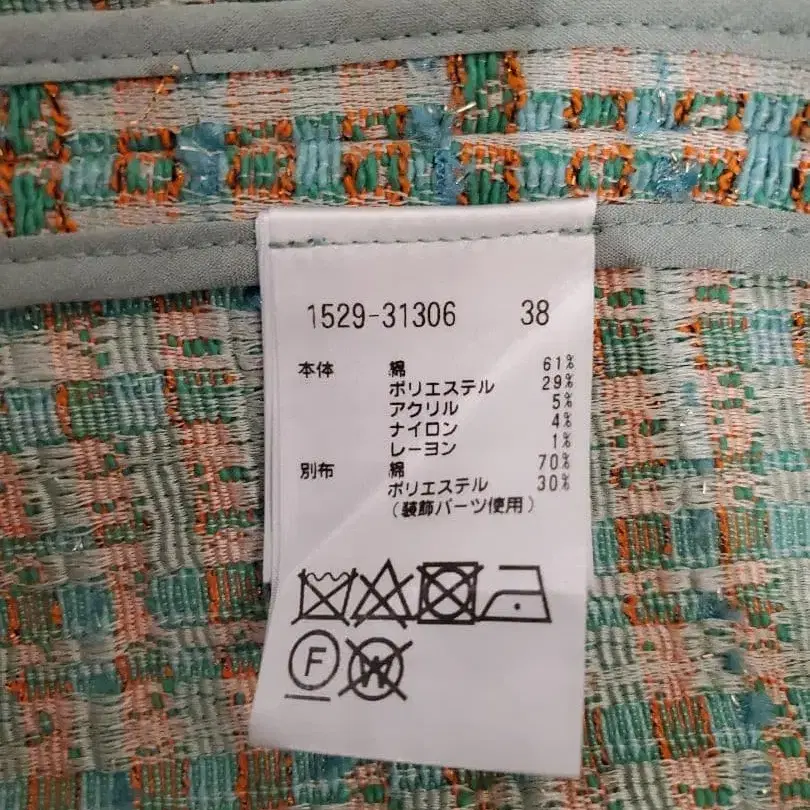 1529-31306 38
本体 綿 61%
ポリエステル 29%
アクリル 5%
ナイロン 4%
レーヨン 1%
別布 綿 70%
ポリエステル 30%
(装飾パーツ使用)
F W